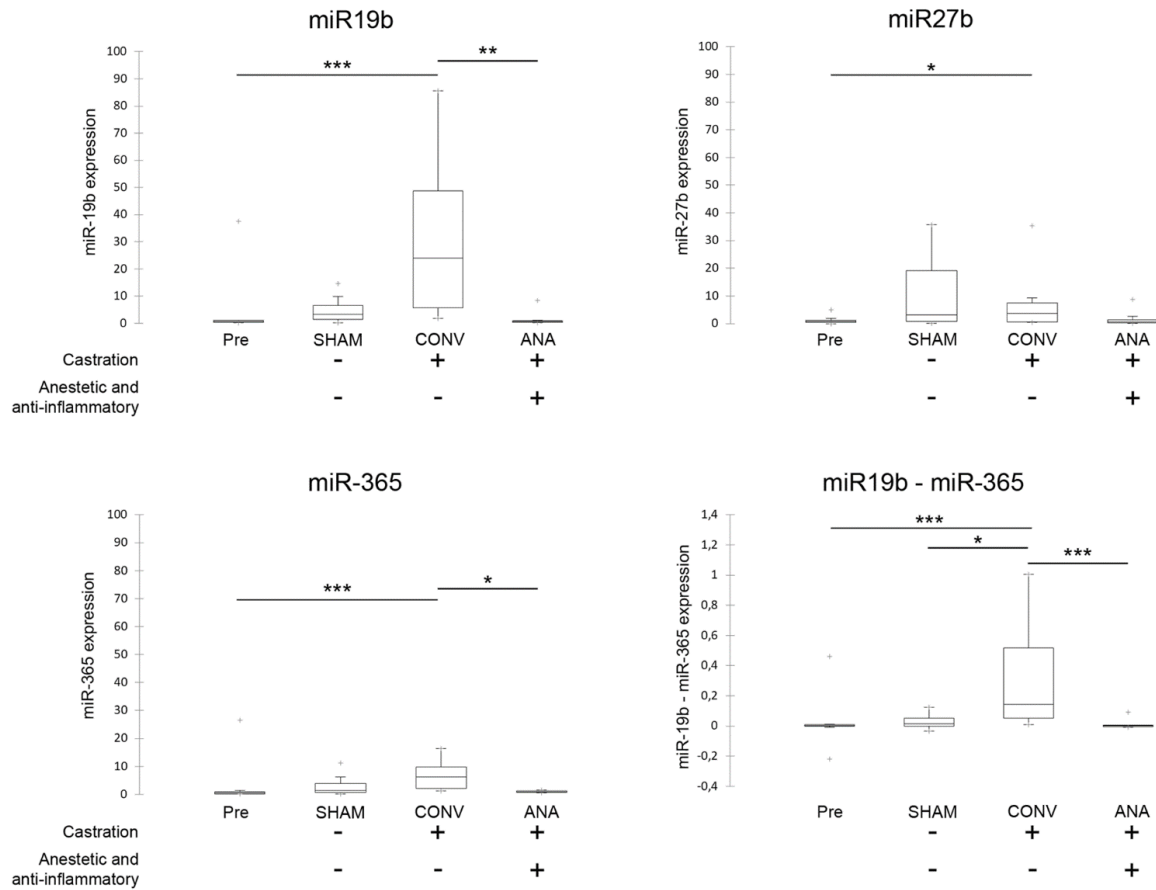 miR19b
miR-19b expression
100
90
80
70
60
50
40
30
20
10
0
***
**
Pre SHAM CONV ANA
Castration - + +
Anestetic and
anti-inflammatory - - +
miR27b
miR-27b expression
100
90
80
70
60
50
40
30
20
10
0
*
Pre SHAM CONV ANA
- + +
- - +
miR-365
miR-365 expression
100
90
80
70
60
50
40
30
20
10
0
***
*
Pre SHAM CONV ANA
Castration - + +
Anestetic and
anti-inflammatory - - +
miR19b - miR-365
miR-19b - miR-365 expression
1,4
1,2
1
0,8
0,6
0,4
0,2
0
-0,2
-0,4
***
*
***
Pre SHAM CONV ANA
- + +
- - +